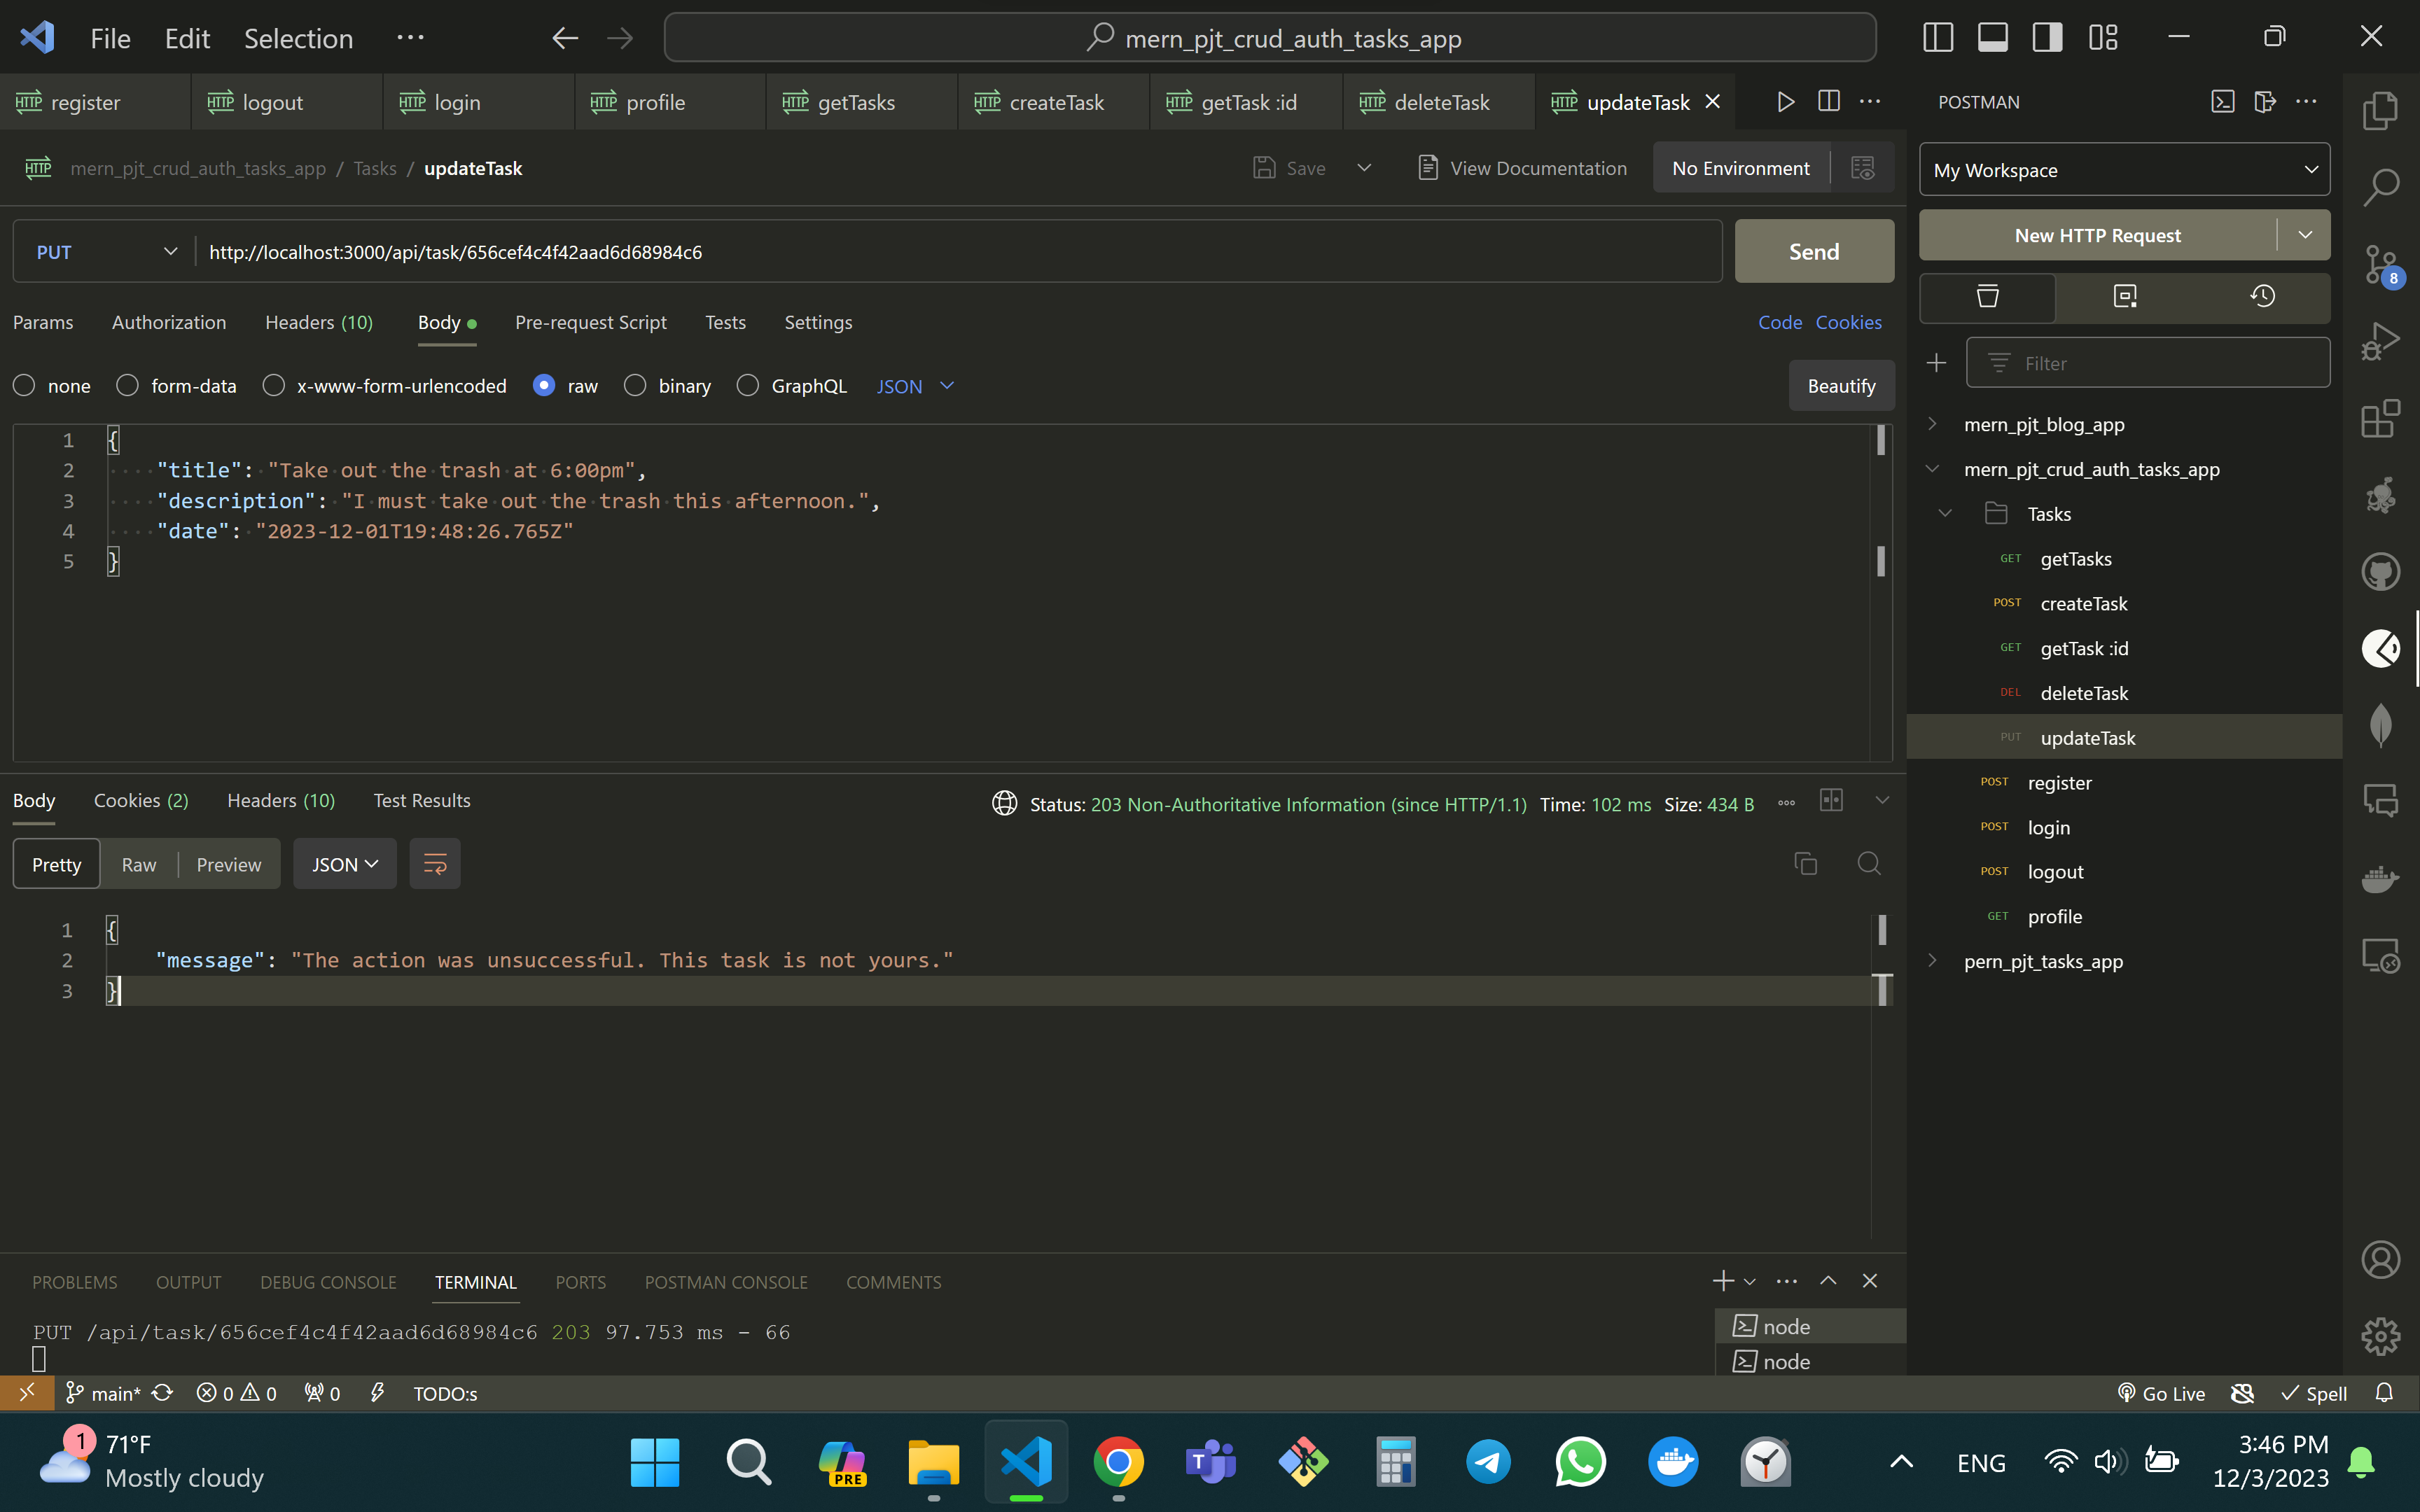 File Edit Selection ··· mern_pjt_crud_auth_tasks_app
HTTP register HTTP logout HTTP login HTTP profile HTTP getTasks HTTP createTask HTTP getTask :id HTTP deleteTask HTTP updateTask
HTTP mern_pjt_crud_auth_tasks_app / Tasks / updateTask Save View Documentation No Environment
PUT http://localhost:3000/api/task/656cef4c4f42aad6d68984c6 Send
Params Authorization Headers (10) Body Pre-request Script Tests Settings Code Cookies
none form-data x-www-form-urlencoded raw binary GraphQL JSON Beautify
1 {
2 "title": "Take out the trash at 6:00pm",
3 "description": "I must take out the trash this afternoon.",
4 "date": "2023-12-01T19:48:26.765Z"
5 }
Body Cookies (2) Headers (10) Test Results Status: 203 Non-Authoritative Information (since HTTP/1.1) Time: 102 ms Size: 434 B
Pretty Raw Preview JSON
1 {
2 "message": "The action was unsuccessful. This task is not yours."
3 }
PROBLEMS OUTPUT DEBUG CONSOLE TERMINAL PORTS POSTMAN CONSOLE COMMENTS
PUT /api/task/656cef4c4f42aad6d68984c6 203 97.753 ms - 66
node
node
POSTMAN
My Workspace
New HTTP Request
Filter
mern_pjt_blog_app
mern_pjt_crud_auth_tasks_app
Tasks
GET getTasks
POST createTask
GET getTask :id
DEL deleteTask
PUT updateTask
POST register
POST login
POST logout
GET profile
pern_pjt_tasks_app
8
main* 0 0 0 TODO:s Go Live Spell
1 71°F
Mostly cloudy
PRE
T
ENG
3:46 PM
12/3/2023